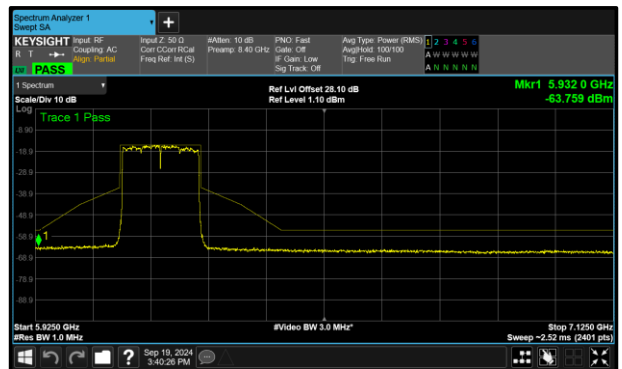 Spectrum Analyzer 1
Swept SA
+
KEYSIGHT
R T
PASS
Input: RF
Coupling: AC
Align: Partial
Input Z: 50 Ω
Corr CCorr RCal
Freq Ref: Int (S)
#Atten: 10 dB
Preamp: 8.40 GHz
PNO: Fast
Gate: Off
IF Gain: Low
Sig Track: Off
Avg Type: Power (RMS)
Avg|Hold: 100/100
Trig: Free Run
1 2 3 4 5 6
A W W W W W
A N N N N N
1 Spectrum
Scale/Div 10 dB
Ref Lvl Offset 28.10 dB
Ref Level 1.10 dBm
Mkr1 5.932 0 GHz
-63.759 dBm
Log
Trace 1 Pass
-8.90
-18.9
-28.9
-38.9
-48.9
-58.9
1
-68.9
-78.9
-88.9
Start 5.9250 GHz
#Res BW 1.0 MHz
#Video BW 3.0 MHz*
Stop 7.1250 GHz
Sweep ~2.52 ms (2401 pts)
?
Sep 19, 2024
3:40:26 PM